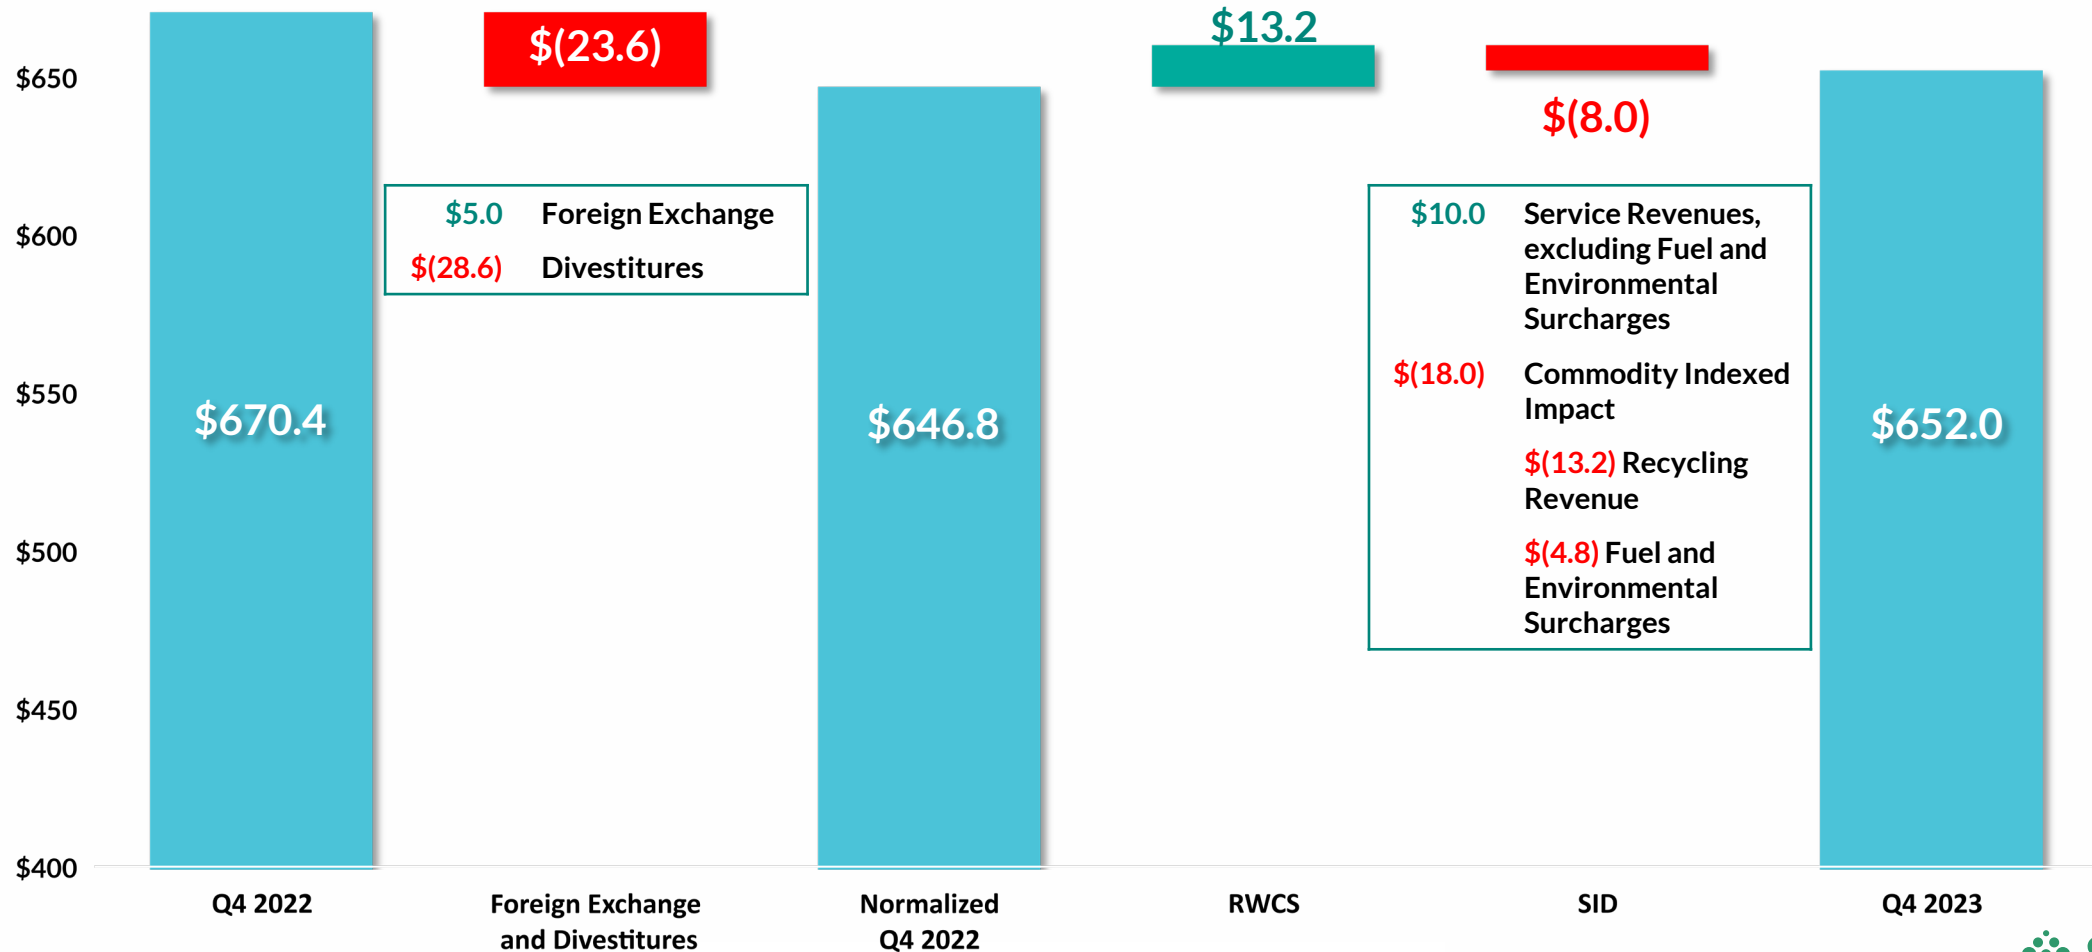 $650
$600
$550
$500
$450
$400
$670.4
$(23.6)
$5.0 Foreign Exchange
$(28.6) Divestitures
$646.8
$13.2
$(8.0)
$10.0 Service Revenues,
excluding Fuel and
Environmental
Surcharges
$(18.0) Commodity Indexed
Impact
$(13.2) Recycling
Revenue
$(4.8) Fuel and
Environmental
Surcharges
$652.0
Q4 2022
Foreign Exchange
and Divestitures
Normalized
Q4 2022
RWCS
SID
Q4 2023